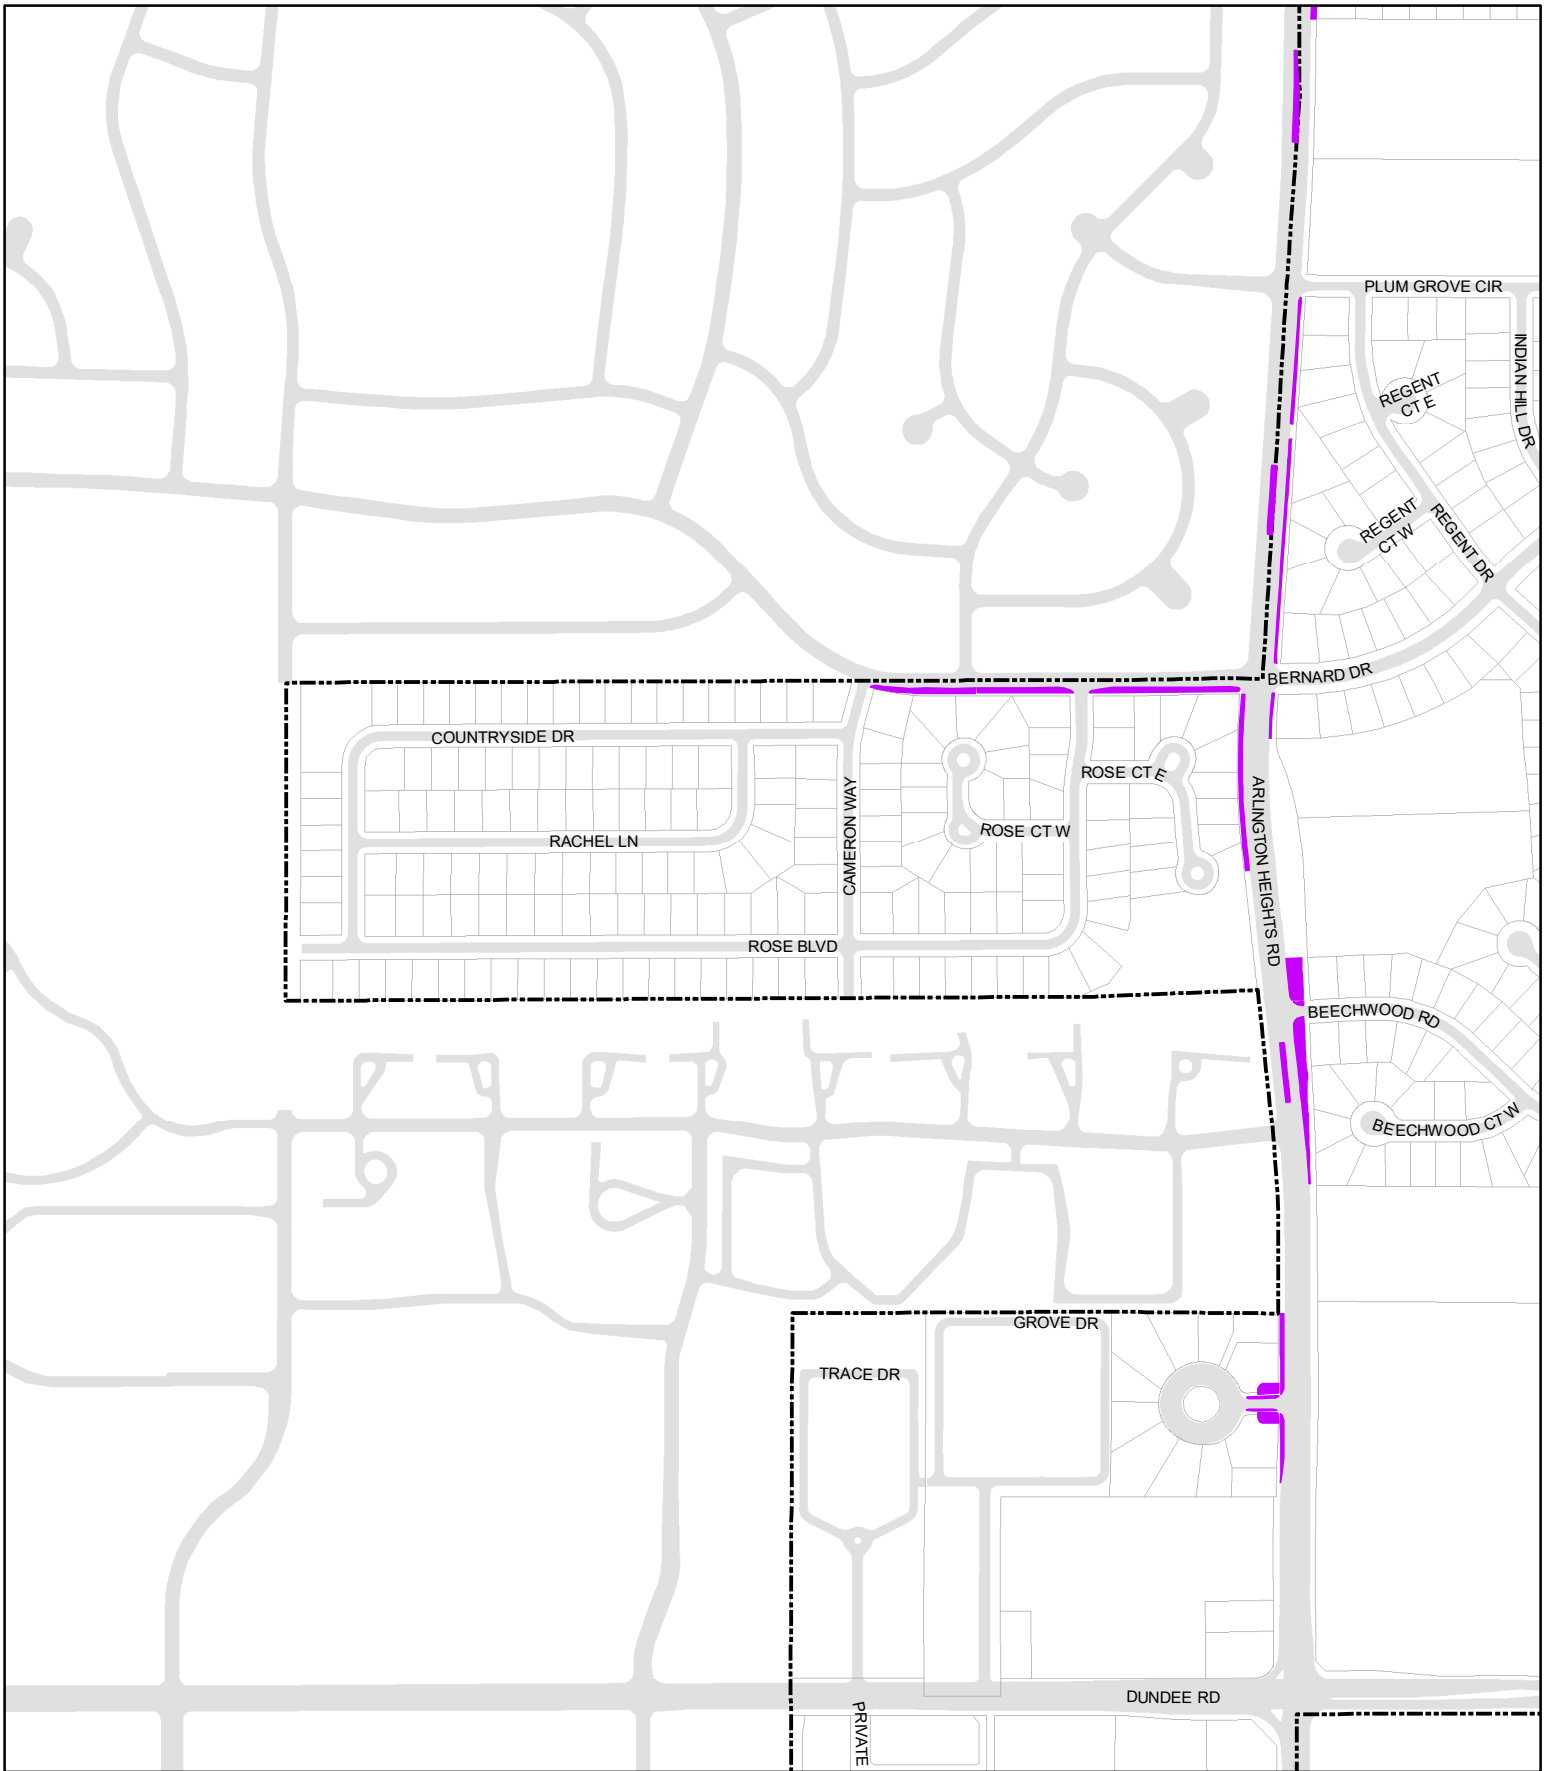 PLUM GROVE CIR
INDIAN HILL DR
REGENT
CT E
REGENT
CT W
REGENT DR
BERNARD DR
COUNTRYSIDE DR
ROSE CT E
CAMERON WAY
ARLINGTON HEIGHTS RD
ROSE CT W
RACHEL LN
ROSE BLVD
BEECHWOOD RD
BEECHWOOD CT W
GROVE DR
TRACE DR
DUNDEE RD
PRIVATE